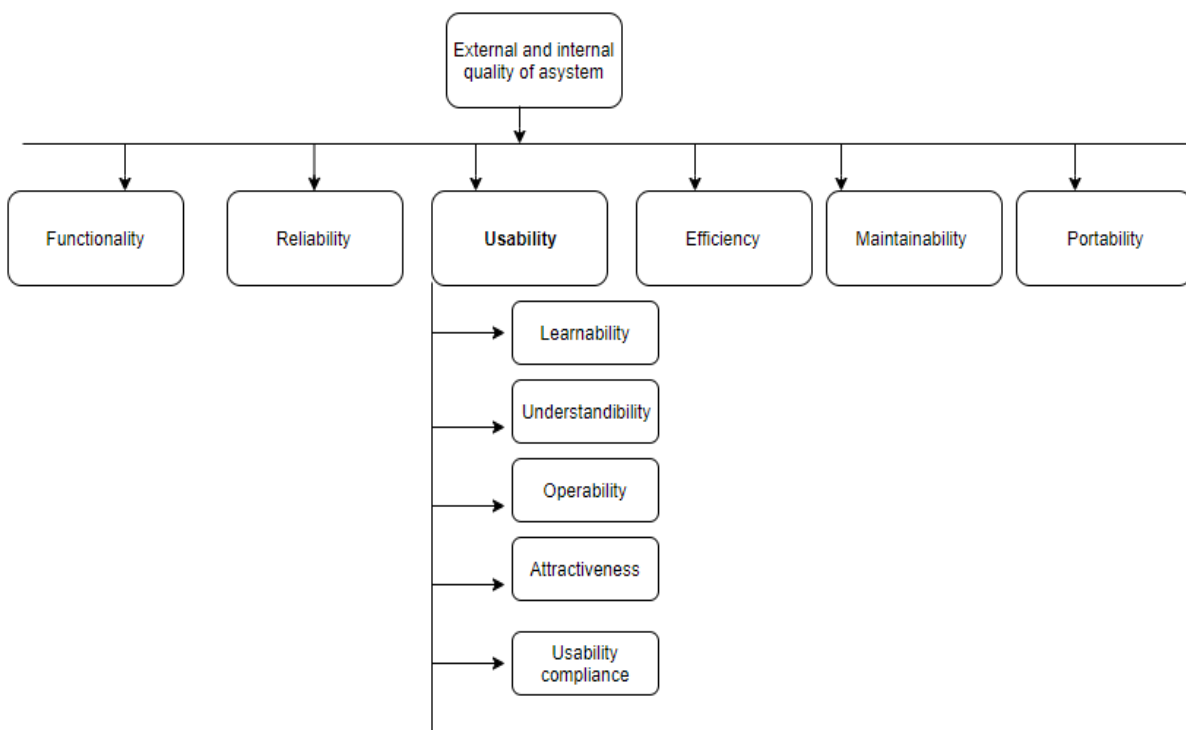 External and internal
quality of asystem
Functionality
Reliability
Usability
Efficiency
Maintainability
Portability
Learnability
Understandibility
Operability
Attractiveness
Usability
compliance